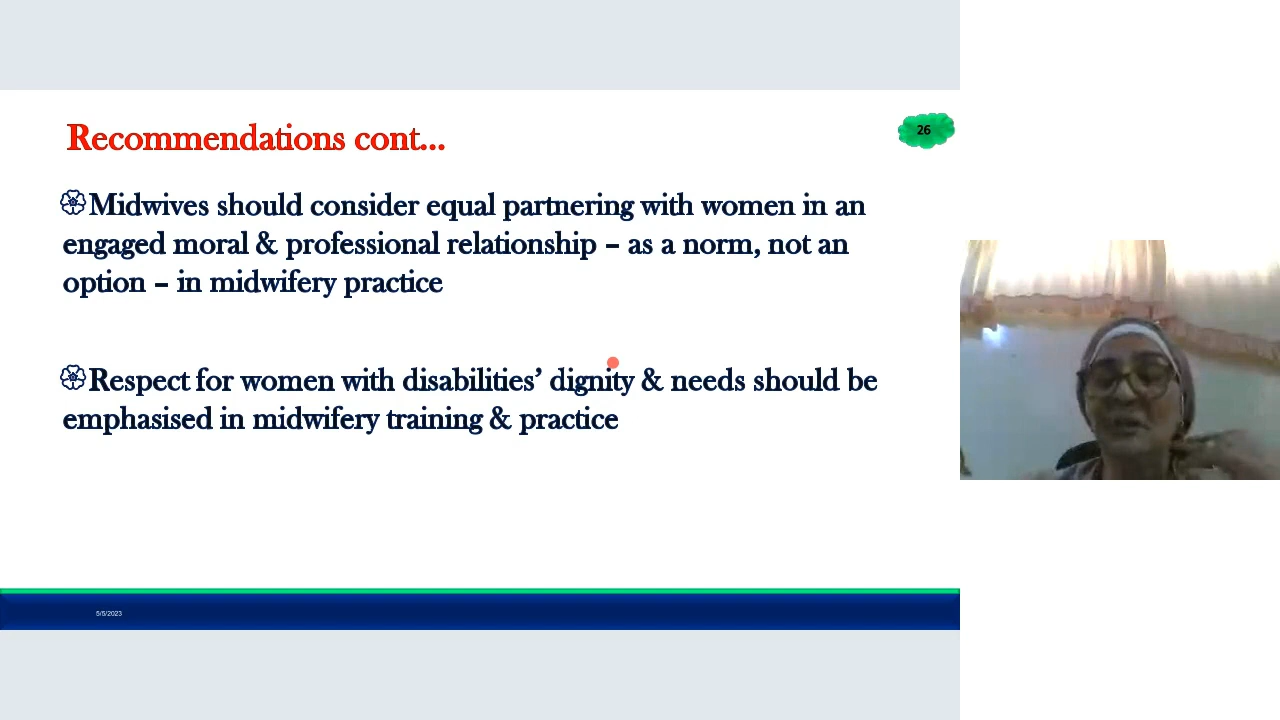 Recommendations cont...
26
Midwives should consider equal partnering with women in an
engaged moral & professional relationship – as a norm, not an
option – in midwifery practice
Respect for women with disabilities’ dignity & needs should be
emphasised in midwifery training & practice
5/5/2023